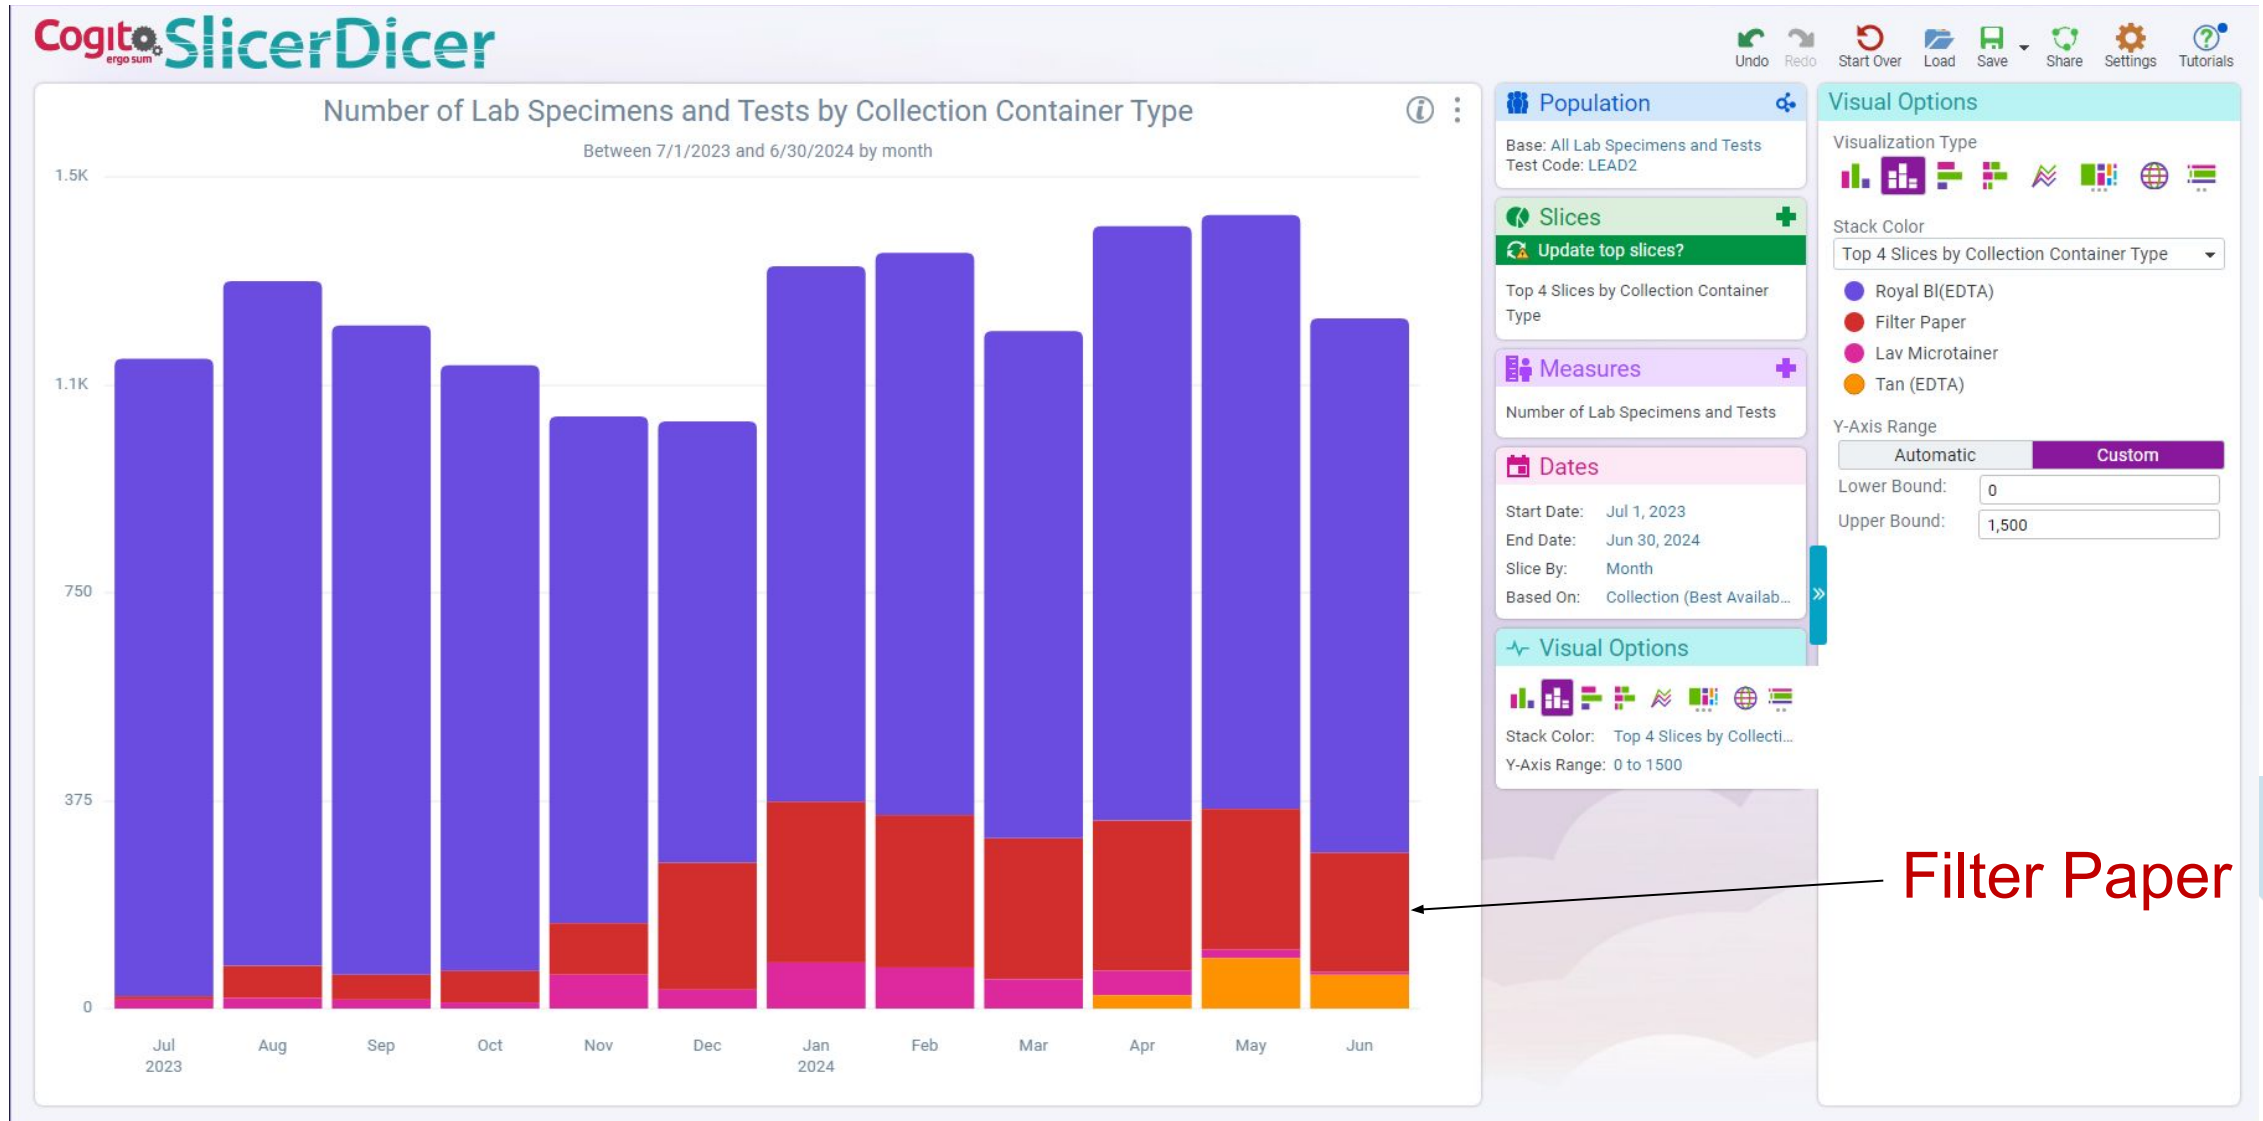 Cogito
ergo sum
SlicerDicer
Undo
Redo
Start Over
Load
Save
Share
Settings
Tutorials
Number of Lab Specimens and Tests by Collection Container Type
Between 7/1/2023 and 6/30/2024 by month
1.5K
1.1K
750
375
0
Jul
2023
Aug
Sep
Oct
Nov
Dec
Jan
2024
Feb
Mar
Apr
May
Jun
Population
Base: All Lab Specimens and Tests
Test Code: LEAD2
Slices
Update top slices?
Top 4 Slices by Collection Container
Type
Measures
Number of Lab Specimens and Tests
Dates
Start Date: Jul 1, 2023
End Date: Jun 30, 2024
Slice By: Month
Based On: Collection (Best Availab...
Visual Options
Stack Color: Top 4 Slices by Collecti...
Y-Axis Range: 0 to 1500
Visual Options
Visualization Type
Stack Color
Top 4 Slices by Collection Container Type
Royal Bl(EDTA)
Filter Paper
Lav Microtainer
Tan (EDTA)
Y-Axis Range
Automatic
Custom
Lower Bound: 0
Upper Bound: 1,500
Filter Paper